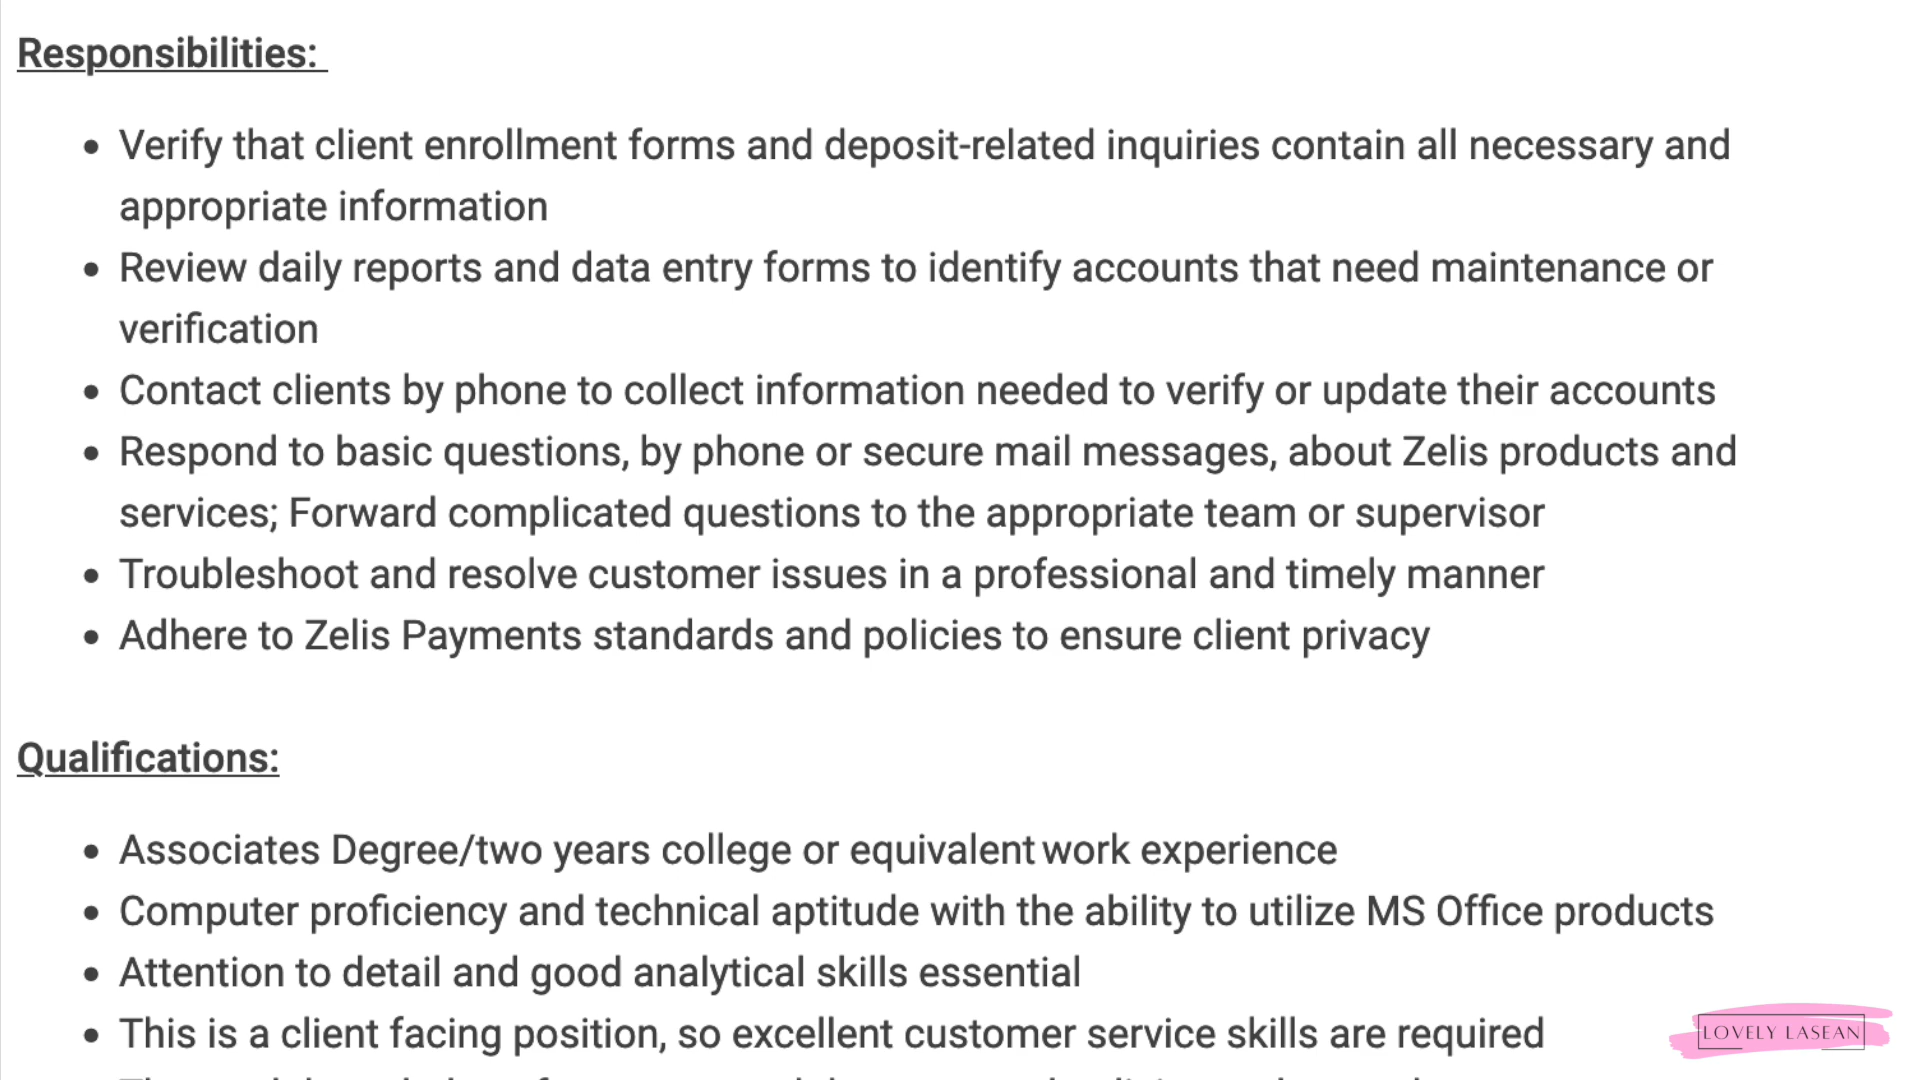 Responsibilities:
• Verify that client enrollment forms and deposit-related inquiries contain all necessary and
appropriate information
• Review daily reports and data entry forms to identify accounts that need maintenance or
verification
• Contact clients by phone to collect information needed to verify or update their accounts
• Respond to basic questions, by phone or secure mail messages, about Zelis products and
services; Forward complicated questions to the appropriate team or supervisor
• Troubleshoot and resolve customer issues in a professional and timely manner
• Adhere to Zelis Payments standards and policies to ensure client privacy
Qualifications:
• Associates Degree/two years college or equivalent work experience
• Computer proficiency and technical aptitude with the ability to utilize MS Office products
• Attention to detail and good analytical skills essential
• This is a client facing position, so excellent customer service skills are required
LOVELY LASEAN